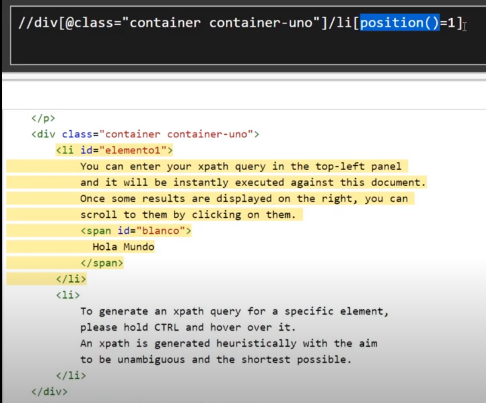 //div[@class="container container-uno"]/li[position()=1]
</p>
<div class="container container-uno">
<li id="elemento1">
You can enter your xpath query in the top-left panel
and it will be instantly executed against this document.
Once some results are displayed on the right, you can
scroll to them by clicking on them.
<span id="blanco">
Hola Mundo
</span>
</li>
<li>
To generate an xpath query for a specific element,
please hold CTRL and hover over it.
An xpath is generated heuristically with the aim
to be unambiguous and the shortest possible.
</li>
</div>